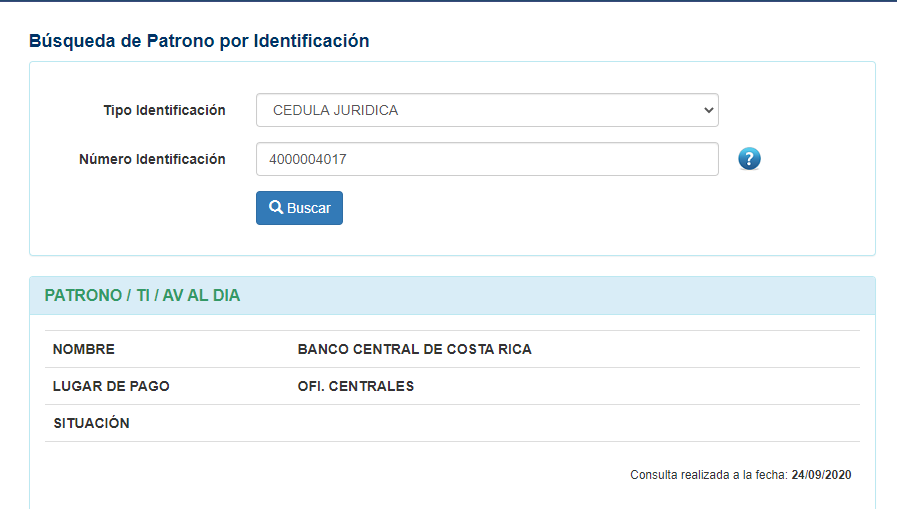 Búsqueda de Patrono por Identificación
Tipo Identificación CEDULA JURIDICA
Número Identificación 4000004017 ?
Buscar
PATRONO / TI / AV AL DIA
NOMBRE BANCO CENTRAL DE COSTA RICA
LUGAR DE PAGO OFI. CENTRALES
SITUACIÓN
Consulta realizada a la fecha: 24/09/2020